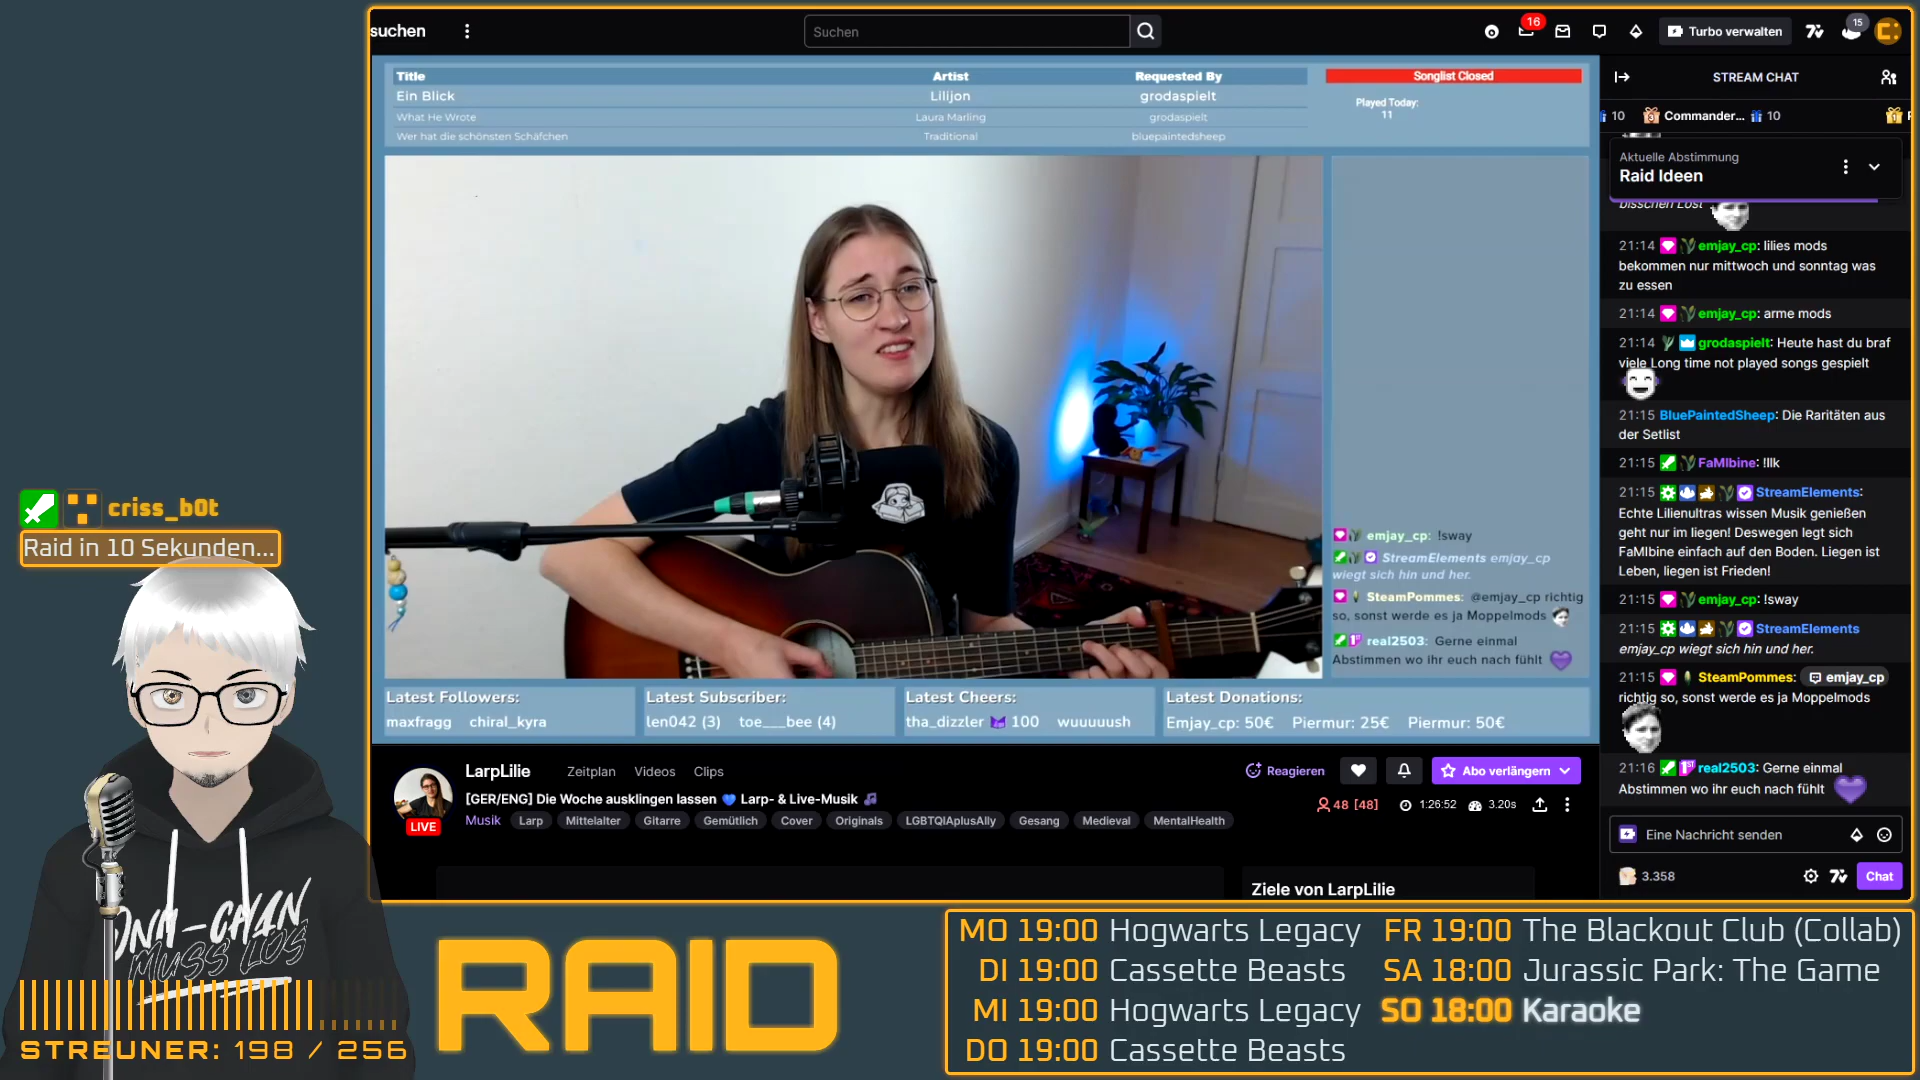 suchen
Suchen
16
Turbo verwalten
15
Title Artist Requested By
Ein Blick Lilijon grodaspielt
What He Wrote Laura Marling grodaspielt
Wer hat die schönsten Schäfchen Traditional bluepaintedsheep
Songlist Closed
Played Today:
11
STREAM CHAT
10 Commander... 10
Aktuelle Abstimmung
Raid Ideen
bisschen Lost
21:14 emjay_cp: lilies mods
bekommen nur mittwoch und sonntag was
zu essen
21:14 emjay_cp: arme mods
21:14 grodaspielt: Heute hast du braf
viele Long time not played songs gespielt
21:15 BluePaintedSheep: Die Raritäten aus
der Setlist
21:15 FaMIbine: !llk
21:15 StreamElements:
Echte Lilienultras wissen Musik genießen
geht nur im liegen! Deswegen legt sich
FaMIbine einfach auf den Boden. Liegen ist
Leben, liegen ist Frieden!
21:15 emjay_cp: !sway
21:15 StreamElements
emjay_cp wiegt sich hin und her.
21:15 SteamPommes: emjay_cp
richtig so, sonst werde es ja Moppelmods
21:16 real2503: Gerne einmal
Abstimmen wo ihr euch nach fühlt
Eine Nachricht senden
3.358
Chat
emjay_cp: !sway
StreamElements emjay_cp
wiegt sich hin und her.
SteamPommes: @emjay_cp richtig
so, sonst werde es ja Moppelmods
real2503: Gerne einmal
Abstimmen wo ihr euch nach fühlt
Latest Followers:
maxfragg chiral_kyra
Latest Subscriber:
len042 (3) toe___bee (4)
Latest Cheers:
tha_dizzler 100 wuuuuush
Latest Donations:
Emjay_cp: 50€ Piermur: 25€ Piermur: 50€
LarpLilie Zeitplan Videos Clips
Reagieren
Abo verlängern
[GER/ENG] Die Woche ausklingen lassen 💙 Larp- & Live-Musik 🎵
48 [48] 1:26:52 3.20s
LIVE
Musik Larp Mittelalter Gitarre Gemütlich Cover Originals LGBTQIAplusAlly Gesang Medieval MentalHealth
Ziele von LarpLilie
criss_b0t
Raid in 10 Sekunden...
MUSS LOS
STREUNER: 198 / 256
RAID
MO 19:00 Hogwarts Legacy
DI 19:00 Cassette Beasts
MI 19:00 Hogwarts Legacy
DO 19:00 Cassette Beasts
FR 19:00 The Blackout Club (Collab)
SA 18:00 Jurassic Park: The Game
SO 18:00 Karaoke